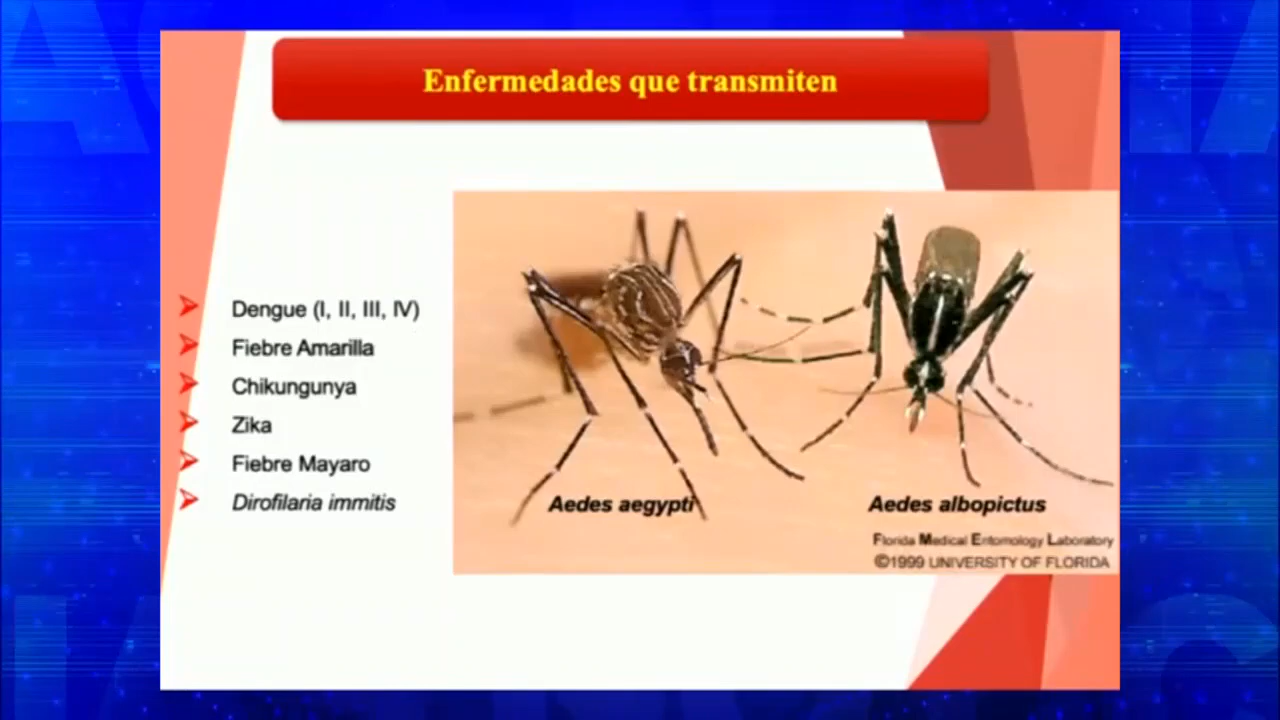 Enfermedades que transmiten
Dengue (I, II, III, IV)
Fiebre Amarilla
Chikungunya
Zika
Fiebre Mayaro
Dirofilaria immitis
Aedes aegypti
Aedes albopictus
Florida Medical Entomology Laboratory
©1999 UNIVERSITY OF FLORIDA